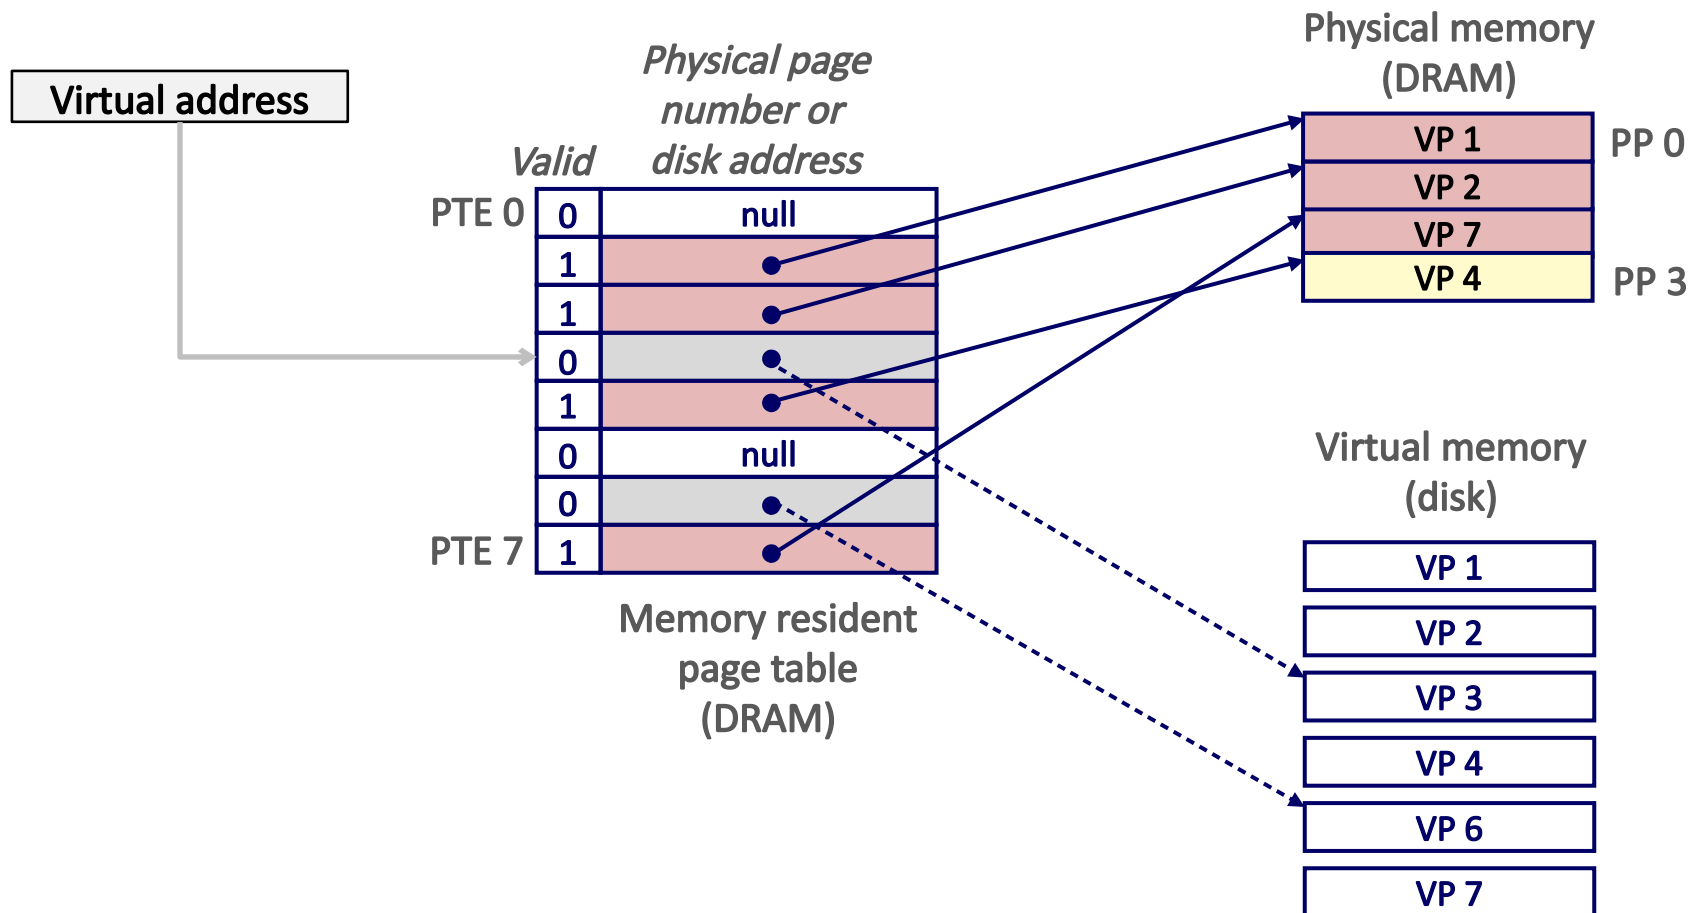 Virtual address
Physical page
number or
disk address
Valid
PTE 0
0
null
1
1
0
1
0
null
0
PTE 7
1
Memory resident
page table
(DRAM)
Physical memory
(DRAM)
VP 1
PP 0
VP 2
VP 7
VP 4
PP 3
Virtual memory
(disk)
VP 1
VP 2
VP 3
VP 4
VP 6
VP 7